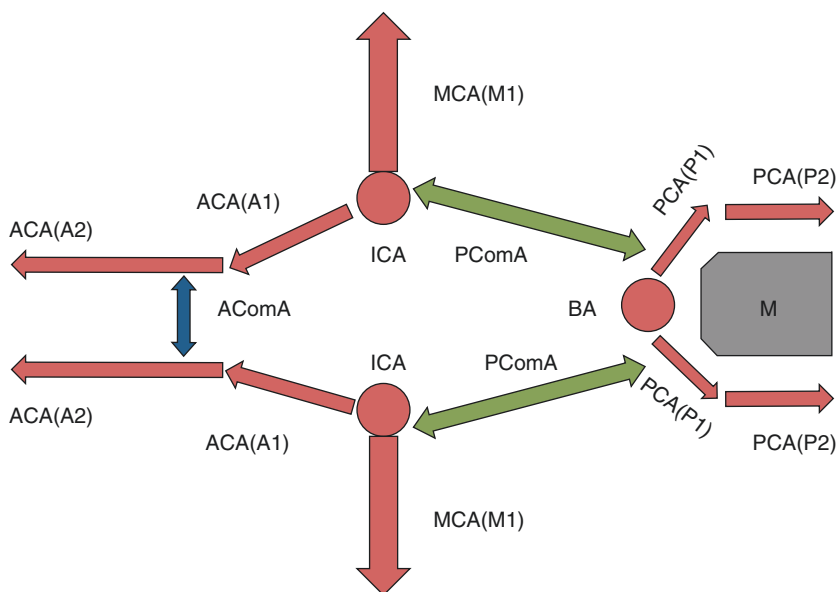 MCA(M1)
PCA(P1)
PCA(P2)
ACA(A1)
ACA(A2)
ICA
PComA
AComA
BA
M
ICA
PComA
ACA(A2)
ACA(A1)
PCA(P1)
PCA(P2)
MCA(M1)